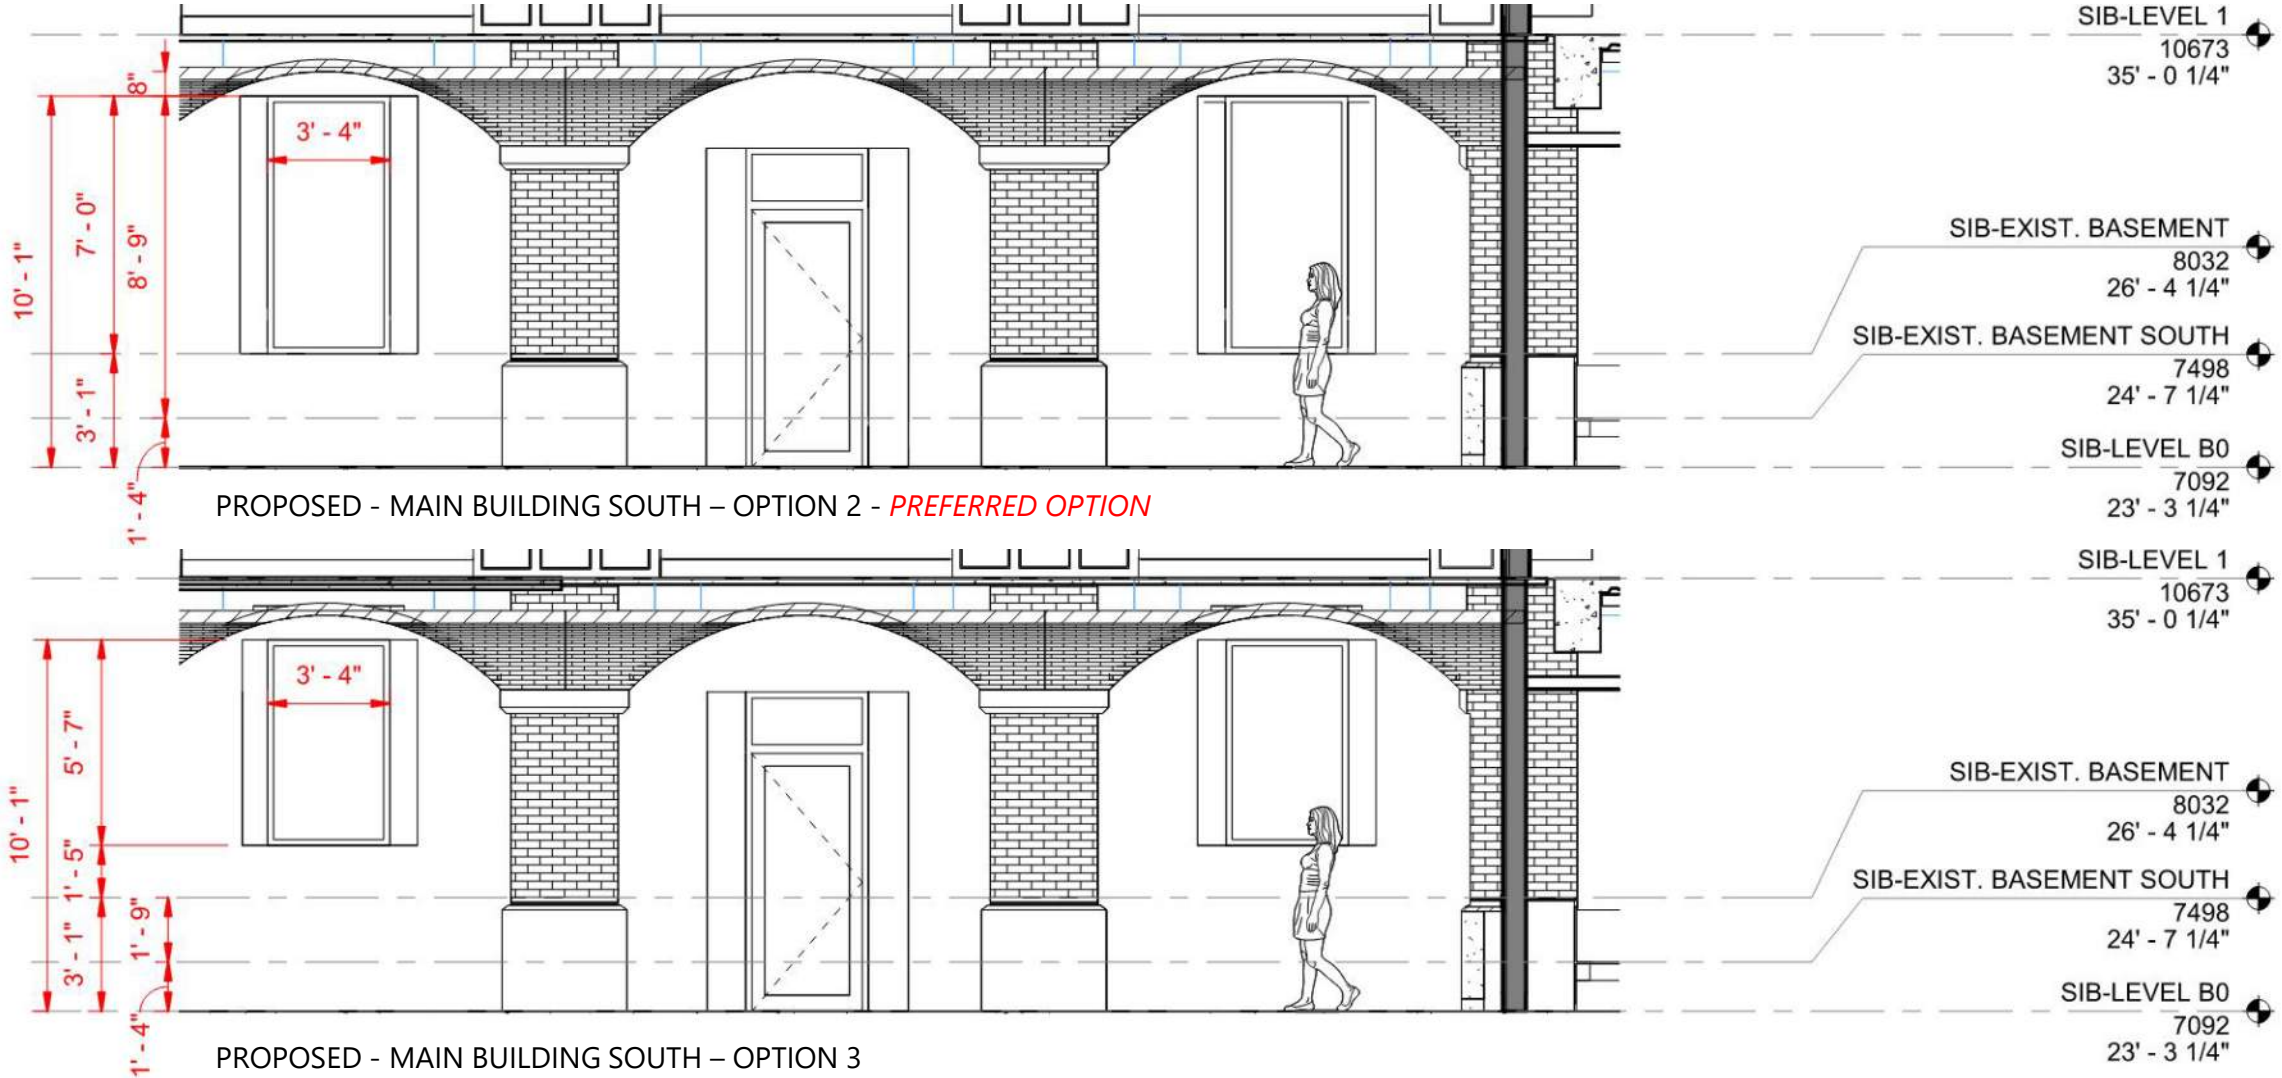 SIB-LEVEL 1
10673
35' - 0 1/4"
8"
3' - 4"
10' - 1"
7' - 0"
8' - 9"
3' - 1"
1' - 4"
SIB-EXIST. BASEMENT
8032
26' - 4 1/4"
SIB-EXIST. BASEMENT SOUTH
7498
24' - 7 1/4"
SIB-LEVEL B0
7092
23' - 3 1/4"
PROPOSED - MAIN BUILDING SOUTH – OPTION 2 - PREFERRED OPTION
SIB-LEVEL 1
10673
35' - 0 1/4"
3' - 4"
10' - 1"
5' - 7"
1' - 5"
3' - 1"
1' - 9"
1' - 4"
SIB-EXIST. BASEMENT
8032
26' - 4 1/4"
SIB-EXIST. BASEMENT SOUTH
7498
24' - 7 1/4"
SIB-LEVEL B0
7092
23' - 3 1/4"
PROPOSED - MAIN BUILDING SOUTH – OPTION 3